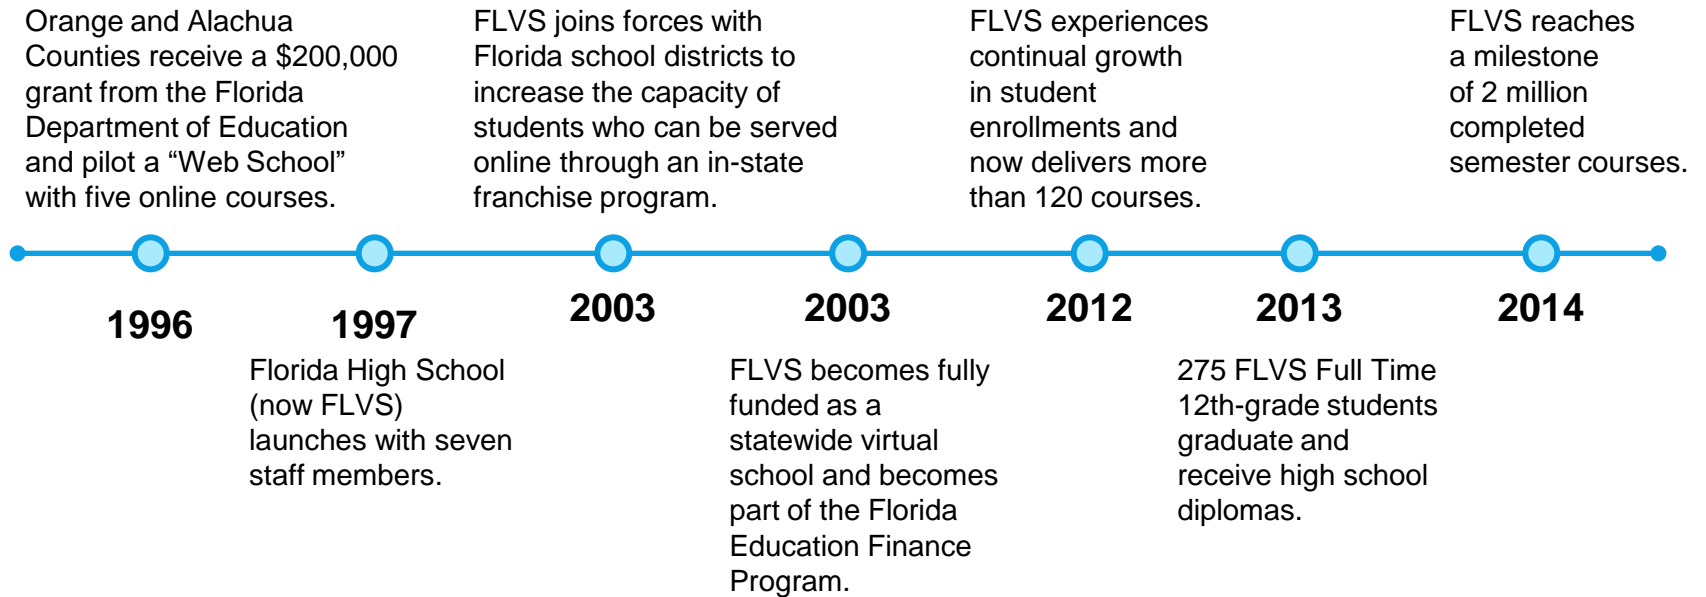 Orange and Alachua
Counties receive a $200,000
grant from the Florida
Department of Education
and pilot a “Web School”
with five online courses.
1996
1997
Florida High School
(now FLVS)
launches with seven
staff members.
FLVS joins forces with
Florida school districts to
increase the capacity of
students who can be served
online through an in-state
franchise program.
2003
2003
FLVS becomes fully
funded as a
statewide virtual
school and becomes
part of the Florida
Education Finance
Program.
FLVS experiences
continual growth
in student
enrollments and
now delivers more
than 120 courses.
2012
2013
275 FLVS Full Time
12th-grade students
graduate and
receive high school
diplomas.
FLVS reaches
a milestone
of 2 million
completed
semester courses.
2014